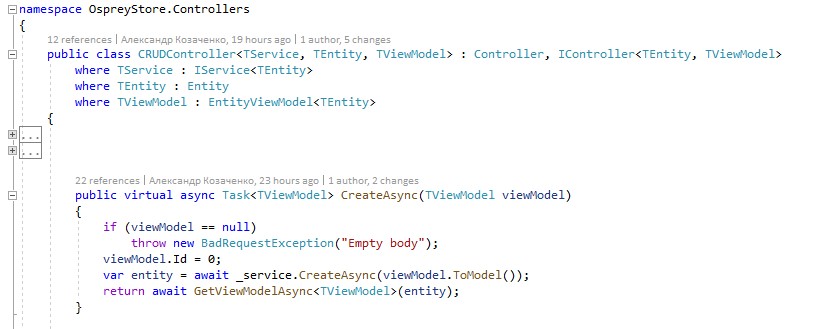 namespace OspreyStore.Controllers
{
12 references | Александр Козаченко, 19 hours ago | 1 author, 5 changes
public class CRUDController<TService, TEntity, TViewModel> : Controller, IController<TEntity, TViewModel>
where TService : IService<TEntity>
where TEntity : Entity
where TViewModel : EntityViewModel<TEntity>
{
...
...
22 references | Александр Козаченко, 23 hours ago | 1 author, 2 changes
public virtual async Task<TViewModel> CreateAsync(TViewModel viewModel)
{
if (viewModel == null)
throw new BadRequestException("Empty body");
viewModel.Id = 0;
var entity = await _service.CreateAsync(viewModel.ToModel());
return await GetViewModelAsync<TViewModel>(entity);
}